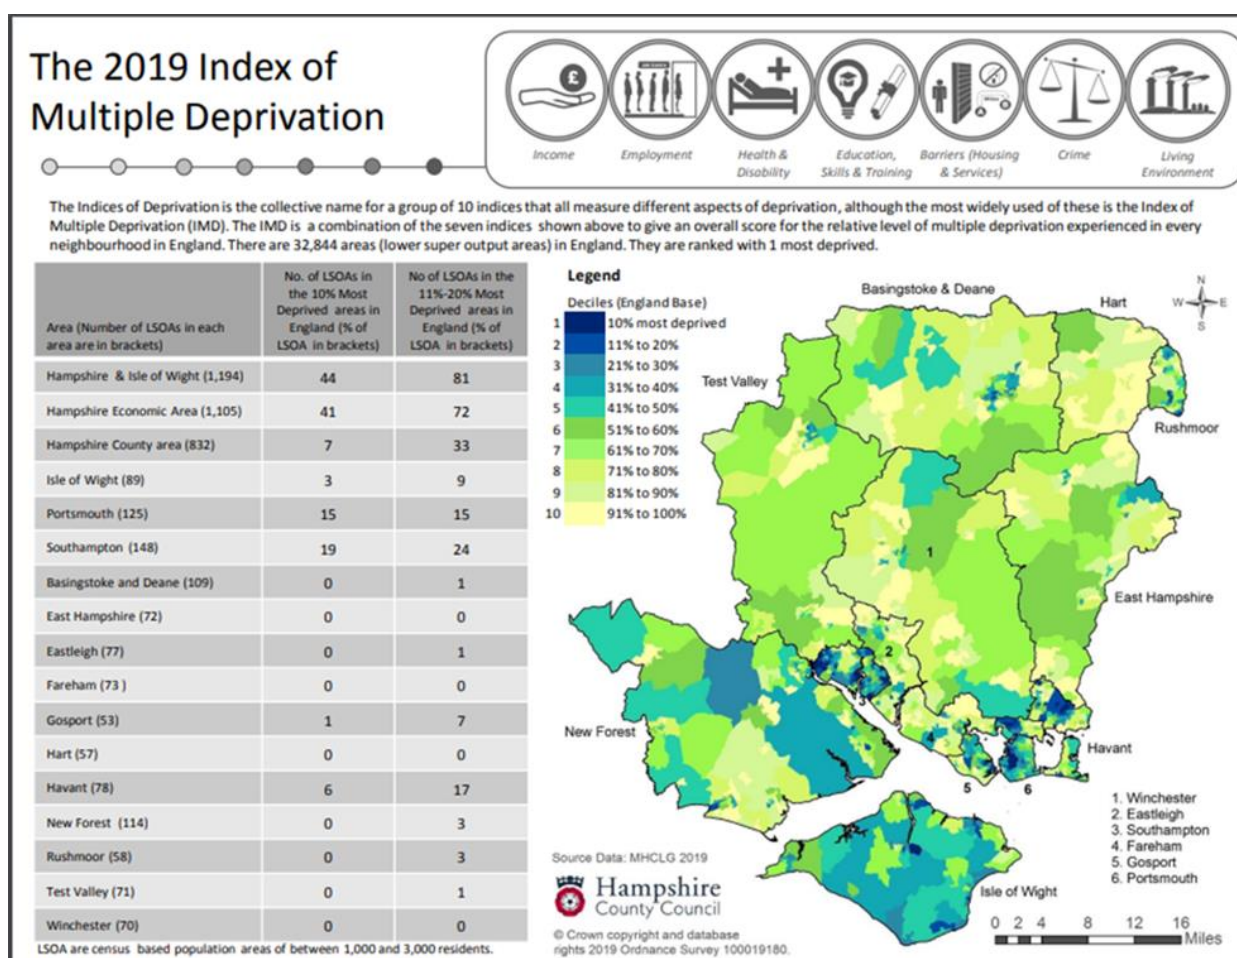 The 2019 Index of
Multiple Deprivation
Income
Employment
Health &
Disability
Education,
Skills & Training
Barriers (Housing
& Services)
Crime
Living
Environment
The Indices of Deprivation is the collective name for a group of 10 indices that all measure different aspects of deprivation, although the most widely used of these is the Index of
Multiple Deprivation (IMD). The IMD is a combination of the seven indices shown above to give an overall score for the relative level of multiple deprivation experienced in every
neighbourhood in England. There are 32,844 areas (lower super output areas) in England. They are ranked with 1 most deprived.
Area (Number of LSOAs in each
area are in brackets)
No. of LSOAs in
the 10% Most
Deprived areas in
England (% of
LSOA in brackets)
No of LSOAs in the
11%-20% Most
Deprived areas in
England (% of
LSOA in brackets)
Hampshire & Isle of Wight (1,194) 44 81
Hampshire Economic Area (1,105) 41 72
Hampshire County area (832) 7 33
Isle of Wight (89) 3 9
Portsmouth (125) 15 15
Southampton (148) 19 24
Basingstoke and Deane (109) 0 1
East Hampshire (72) 0 0
Eastleigh (77) 0 1
Fareham (73 ) 0 0
Gosport (53) 1 7
Hart (57) 0 0
Havant (78) 6 17
New Forest (114) 0 3
Rushmoor (58) 0 3
Test Valley (71) 0 1
Winchester (70) 0 0
LSOA are census based population areas of between 1,000 and 3,000 residents.
Legend
Deciles (England Base)
1 10% most deprived
2 11% to 20%
3 21% to 30%
4 31% to 40%
5 41% to 50%
6 51% to 60%
7 61% to 70%
8 71% to 80%
9 81% to 90%
10 91% to 100%
Basingstoke & Deane
Hart
N
W E
S
Test Valley
Rushmoor
1
East Hampshire
2
3
New Forest
4
Havant
5
6
1. Winchester
2. Eastleigh
3. Southampton
4. Fareham
5. Gosport
6. Portsmouth
Isle of Wight
Source Data: MHCLG 2019
Hampshire
County Council
© Crown copyright and database
rights 2019 Ordnance Survey 100019180.
0 2 4 8 12 16
Miles